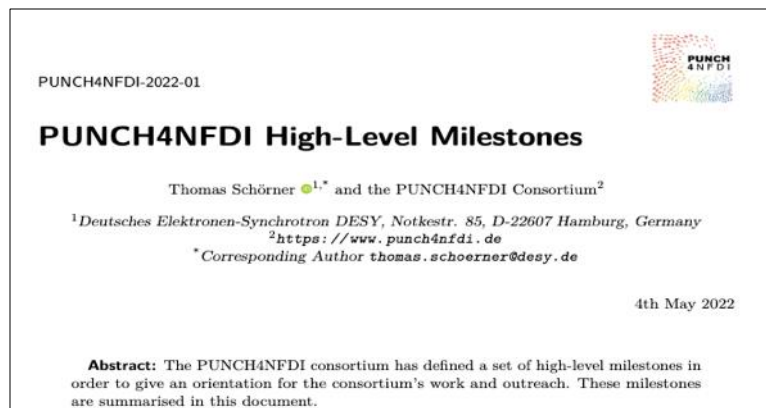 PUNCH
4NFDI
PUNCH4NFDI-2022-01
PUNCH4NFDI High-Level Milestones
Thomas Schörner 1,* and the PUNCH4NFDI Consortium2
1Deutsches Elektronen-Synchrotron DESY, Notkestr. 85, D-22607 Hamburg, Germany
2https://www.punch4nfdi.de
*Corresponding Author thomas.schoerner@desy.de
4th May 2022
Abstract: The PUNCH4NFDI consortium has defined a set of high-level milestones in
order to give an orientation for the consortium's work and outreach. These milestones
are summarised in this document.